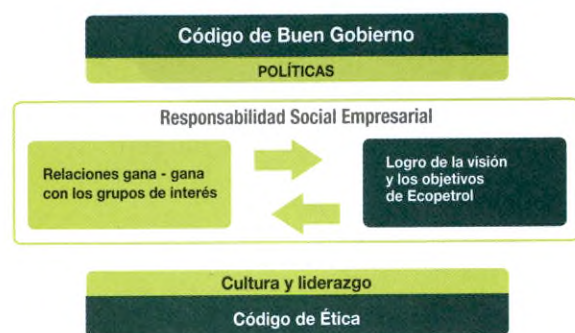 Código de Buen Gobierno
POLÍTICAS
Responsabilidad Social Empresarial
Relaciones gana - gana
con los grupos de interés
Logro de la visión
y los objetivos
de Ecopetrol
Cultura y liderazgo
Código de Ética